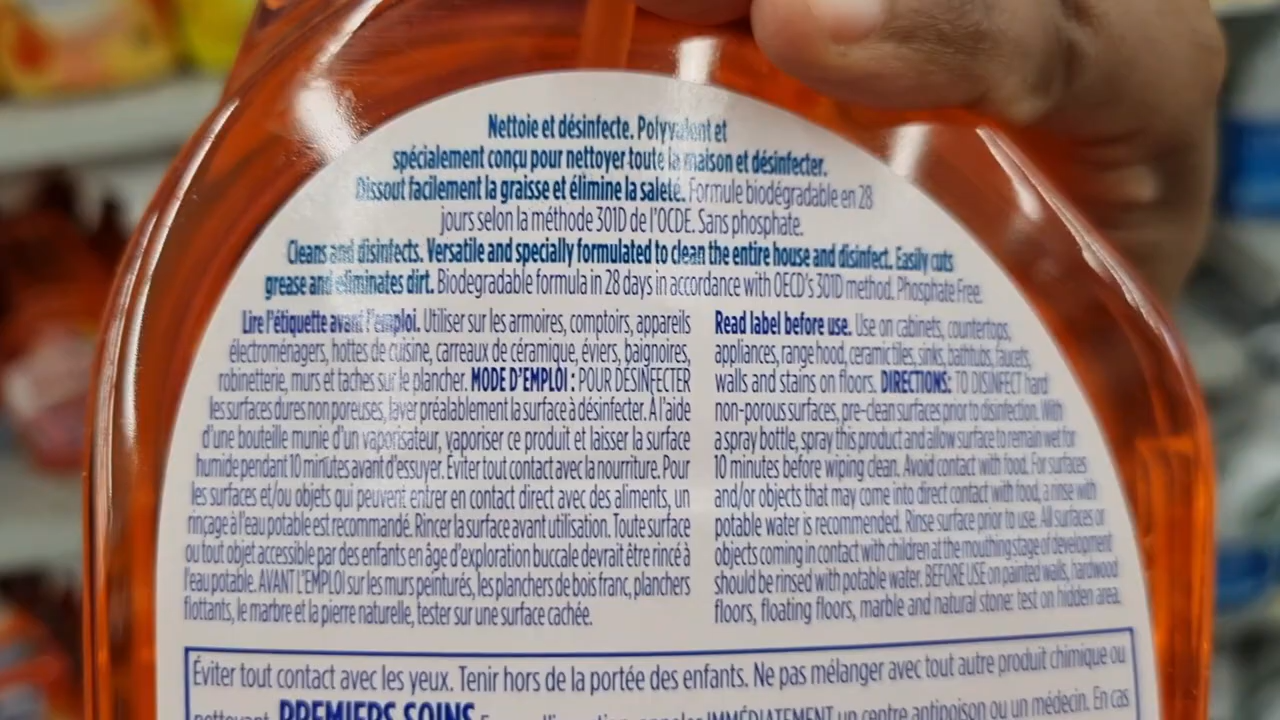 Nettoie et désinfecte. Polyvalent et
spécialement conçu pour nettoyer toute la maison et désinfecter.
Dissout facilement la graisse et élimine la saleté. Formule biodégradable en 28
jours selon la méthode 301D de l'OCDE. Sans phosphate.
Cleans and disinfects. Versatile and specially formulated to clean the entire house and disinfect. Easily cuts
grease and eliminates dirt. Biodegradable formula in 28 days in accordance with OECD's 301D method. Phosphate Free.
Lire l'étiquette avant l'emploi. Utiliser sur les armoires, comptoirs, appareils
électroménagers, hottes de cuisine, carreaux de céramique, éviers, baignoires,
robinetterie, murs et taches sur le plancher. MODE D'EMPLOI : POUR DÉSINFECTER
les surfaces dures non poreuses, laver préalablement la surface à désinfecter. À l'aide
d'une bouteille munie d'un vaporisateur, vaporiser ce produit et laisser la surface
humide pendant 10 minutes avant d'essuyer. Éviter tout contact avec la nourriture. Pour
les surfaces et/ou objets qui peuvent entrer en contact direct avec des aliments, un
rinçage à l'eau potable est recommandé. Rincer la surface avant utilisation. Toute surface
ou tout objet accessible par des enfants en âge d'exploration buccale devrait être rincé à
l'eau potable. AVANT L'EMPLOI sur les murs peinturés, les planchers de bois franc, planchers
flottants, le marbre et la pierre naturelle, tester sur une surface cachée.
Read label before use. Use on cabinets, countertops,
appliances, range hood, ceramic tiles, sinks, bathtubs, faucets,
walls and stains on floors. DIRECTIONS: TO DISINFECT hard
non-porous surfaces, pre-clean surfaces prior to disinfection. With
a spray bottle, spray this product and allow surface to remain wet for
10 minutes before wiping clean. Avoid contact with food. For surfaces
and/or objects that may come into direct contact with food, a rinse with
potable water is recommended. Rinse surface prior to use. All surfaces or
objects coming in contact with children at the mouthing stage of development
should be rinsed with potable water. BEFORE USE on painted walls, hardwood
floors, floating floors, marble and natural stone: test on hidden area.
Éviter tout contact avec les yeux. Tenir hors de la portée des enfants. Ne pas mélanger avec tout autre produit chimique ou
nettoyant. PREMIERS SOINS IMMÉDIATEMENT un centre antipoison ou un médecin. En cas